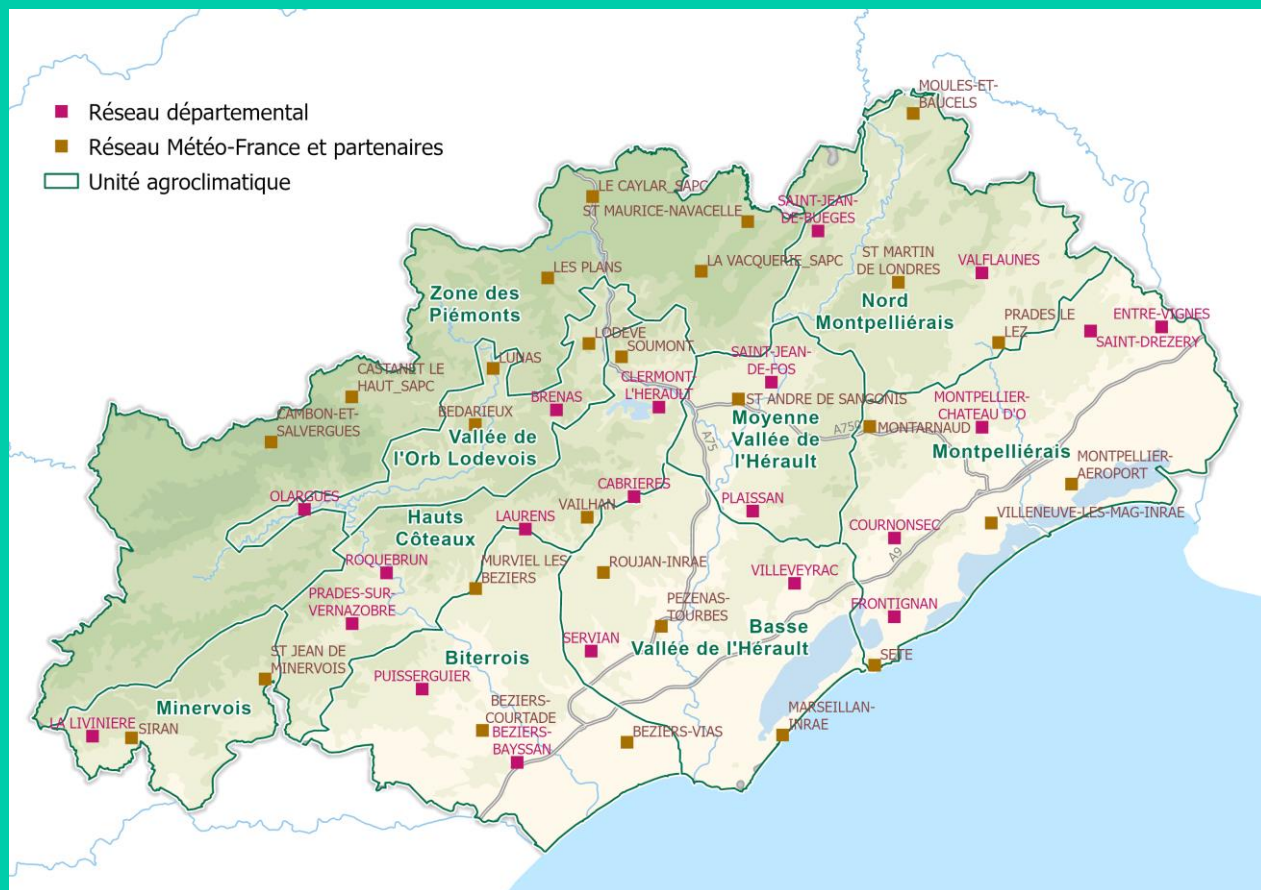 Réseau départemental
Réseau Météo-France et partenaires
Unité agroclimatique
MOULES-ET-
BAUCELS
LE CAYLAR_SAPC
ST MAURICE-NAVACELLE
SAINT-JEAN-
DE-BUEGES
LES PLANS
LA VACQUERIE_SAPC
ST MARTIN
DE LONDRES
VALFLAUNES
Zone des
Piémonts
Nord
Montpelliérais
PRADES LE
LEZ
ENTRE-VIGNES
SAINT-DREZERY
LODEVE
SOUMONT
LUNAS
SAINT-JEAN-
DE-FOS
CASTANET LE
HAUT_SAPC
CLERMONT-
L'HERAULT
BRENAS
ST ANDRE DE SANGONIS
MONTPELLIER-
CHATEAU D'O
CAMBON-ET-
SALVERGUES
BEDARIEUX
Vallée de
l'Orb Lodevois
Moyenne
Vallée de
l'Hérault
A750
MONTARNAUD
A75
Montpelliérais
MONTPELLIER-
AEROPORT
CABRIERES
OLARGUES
PLAISSAN
VILLENEUVE-LES-MAG-INRAE
Hauts
Côteaux
LAURENS
VAILHAN
COURNONSEC
A9
ROQUEBRUN
MURVIEL LES
BEZIERS
ROUJAN-INRAE
VILLEVEYRAC
PRADES-SUR-
VERNAZOBRE
PEZENAS-
TOURBES
FRONTIGNAN
Basse
Vallée de l'Hérault
SERVIAN
ST JEAN DE
MINERVOIS
Biterrois
SETE
PUISSERGUIER
Minervois
BEZIERS-
COURTADE
MARSEILLAN-
INRAE
LA LIVINIERE
SIRAN
BEZIERS-
BAYSSAN
BEZIERS-VIAS